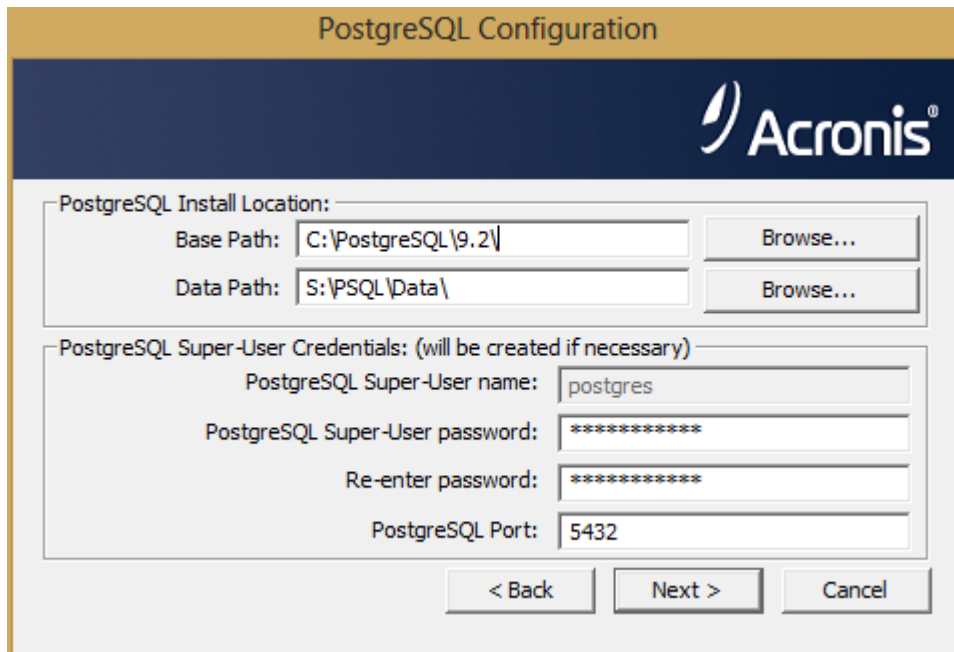 PostgreSQL Configuration
Acronis®
PostgreSQL Install Location:
Base Path: C:\PostgreSQL\9.2\ Browse...
Data Path: S:\PSQL\Data\ Browse...
PostgreSQL Super-User Credentials: (will be created if necessary)
PostgreSQL Super-User name: postgres
PostgreSQL Super-User password: ***********
Re-enter password: ***********
PostgreSQL Port: 5432
< Back Next > Cancel